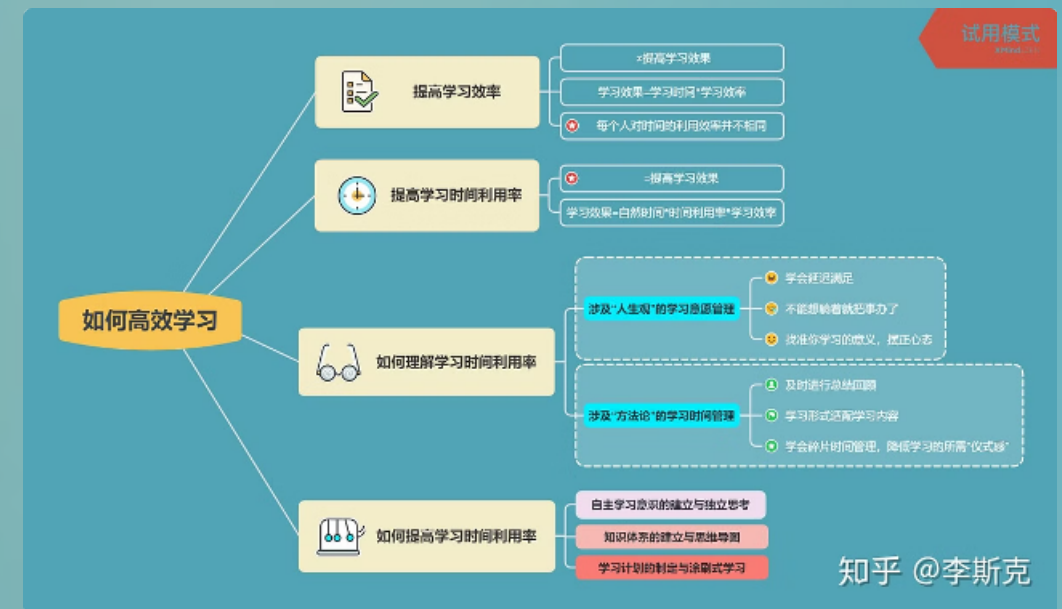 试用模式
XMind
提高学习效率
≠提高学习效果
学习效果=学习时间*学习效率
每个人对时间的利用效率并不相同
提高学习时间利用率
=提高学习效果
学习效果=自然时间*时间利用率*学习效率
如何高效学习
如何理解学习时间利用率
涉及“人生观”的学习意愿管理
学会延迟满足
不能想躺着就把事办了
找准你学习的意义，摆正心态
涉及“方法论”的学习时间管理
及时进行总结回顾
学习形式适配学习内容
学会碎片时间管理，降低学习的所需“仪式感”
如何提高学习时间利用率
自主学习意识的建立与独立思考
知识体系的建立与思维导图
学习计划的制定与涂刷式学习
知乎 @李斯克